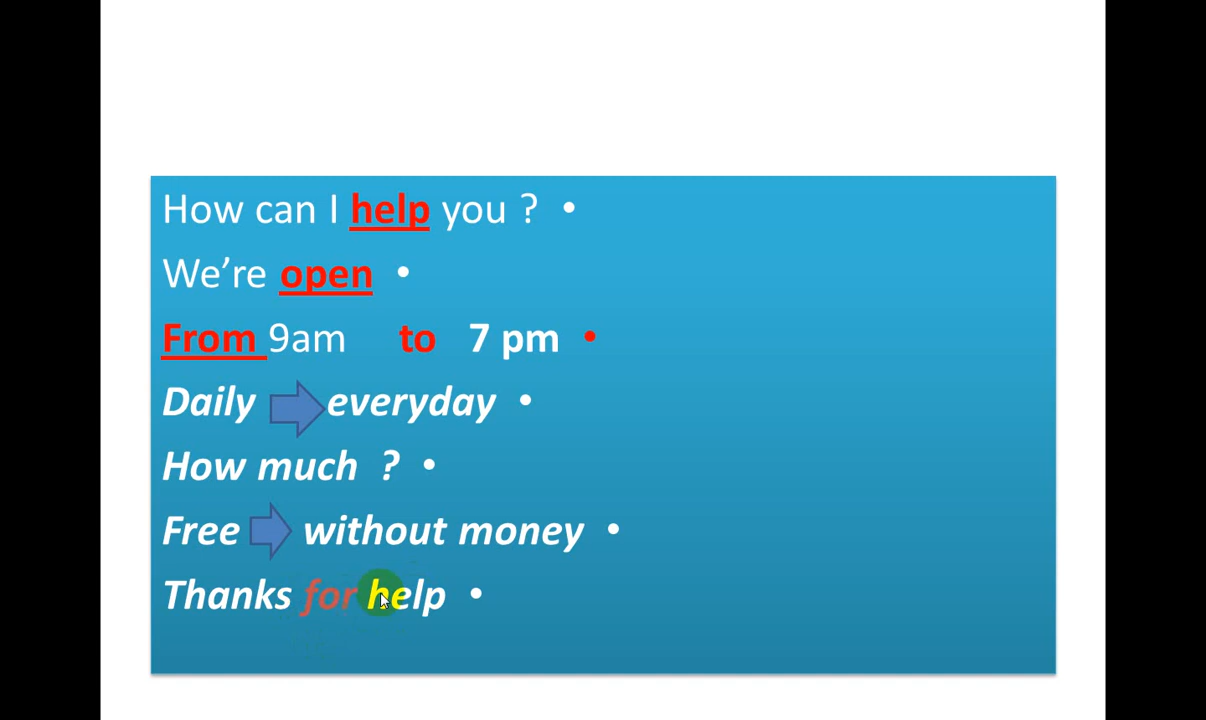 How can I help you ? •
We're open •
From 9am to 7 pm •
Daily everyday •
How much ? •
Free without money •
Thanks for help •